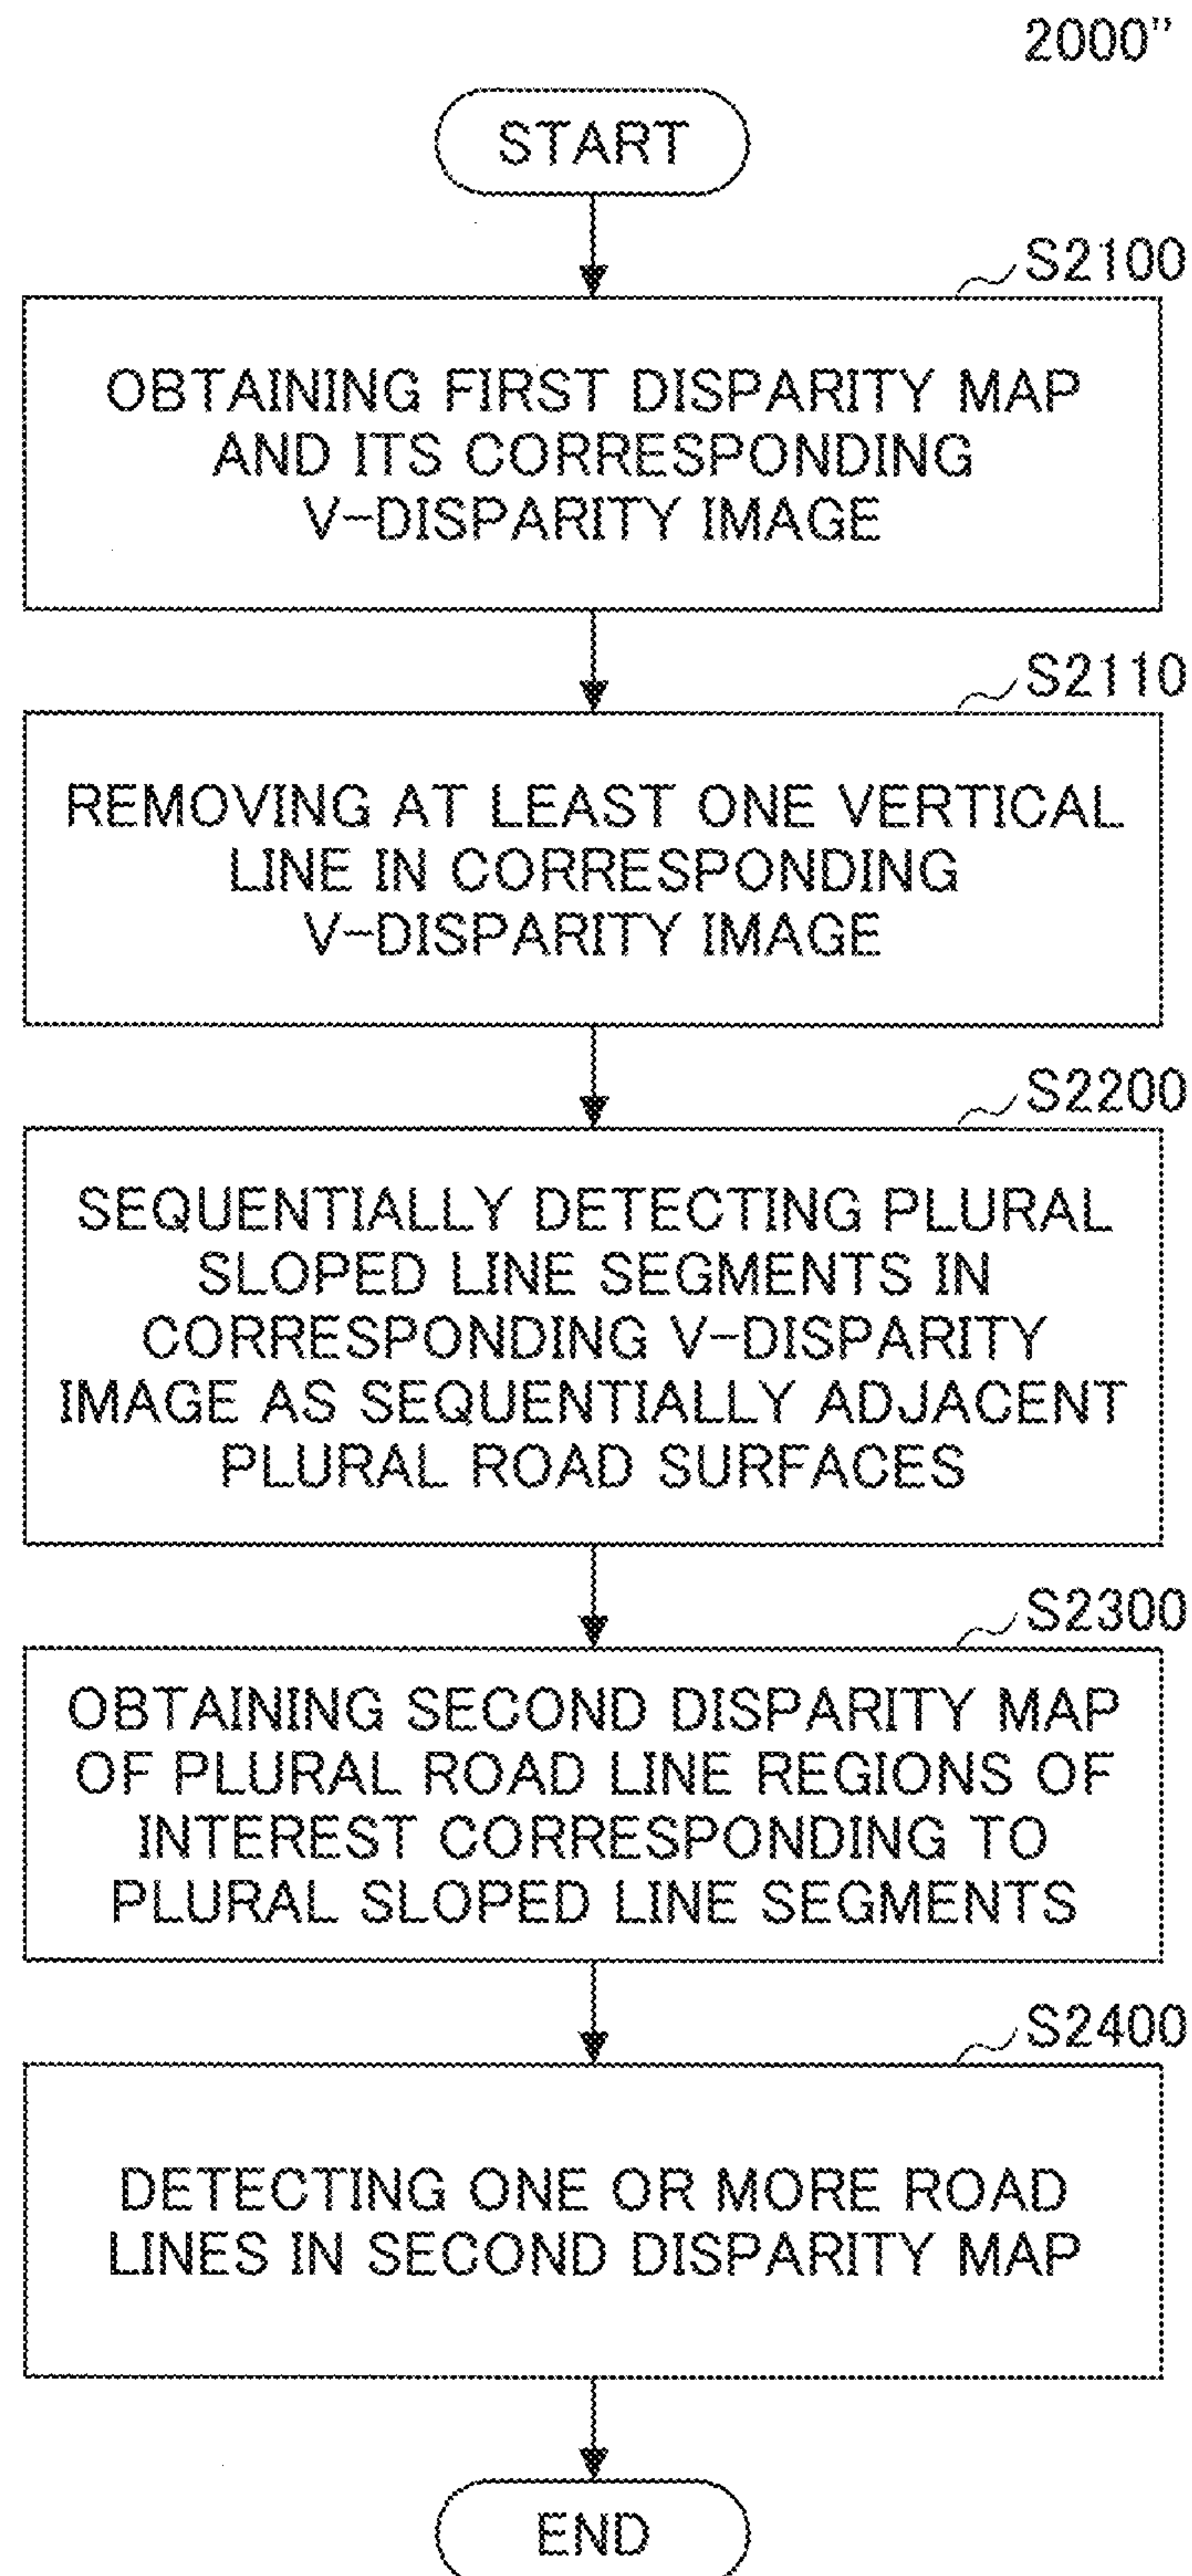 2000"
START
S2100
OBTAINING FIRST DISPARITY MAP
AND ITS CORRESPONDING
V-DISPARITY IMAGE
S2110
REMOVING AT LEAST ONE VERTICAL
LINE IN CORRESPONDING
V-DISPARITY IMAGE
S2200
SEQUENTIALLY DETECTING PLURAL
SLOPED LINE SEGMENTS IN
CORRESPONDING V-DISPARITY
IMAGE AS SEQUENTIALLY ADJACENT
PLURAL ROAD SURFACES
S2300
OBTAINING SECOND DISPARITY MAP
OF PLURAL ROAD LINE REGIONS OF
INTEREST CORRESPONDING TO
PLURAL SLOPED LINE SEGMENTS
S2400
DETECTING ONE OR MORE ROAD
LINES IN SECOND DISPARITY MAP
END